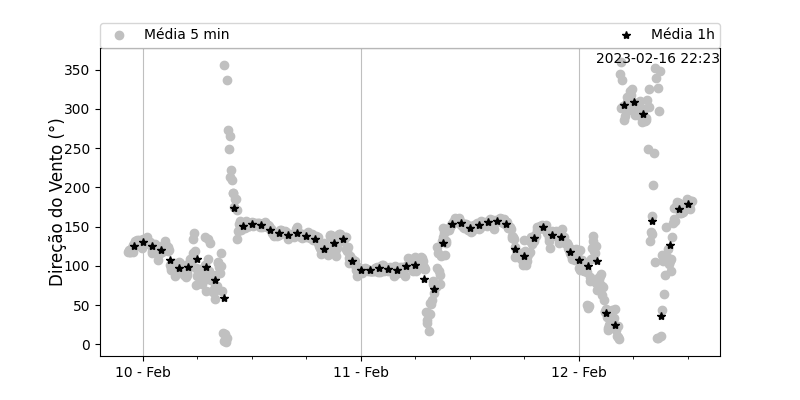 Média 5 min
Média 1h
2023-02-16 22:23
Direção do Vento (°)
350
300
250
200
150
100
50
0
10 - Feb
11 - Feb
12 - Feb